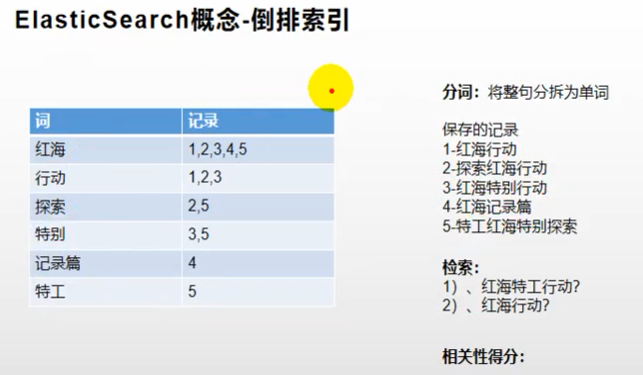 ElasticSearch概念-倒排索引
词 记录
红海 1,2,3,4,5
行动 1,2,3
探索 2,5
特别 3,5
记录篇 4
特工 5
分词：将整句分拆为单词
保存的记录
1-红海行动
2-探索红海行动
3-红海特别行动
4-红海记录篇
5-特工红海特别探索
检索：
1）、红海特工行动?
2）、红海行动?
相关性得分：